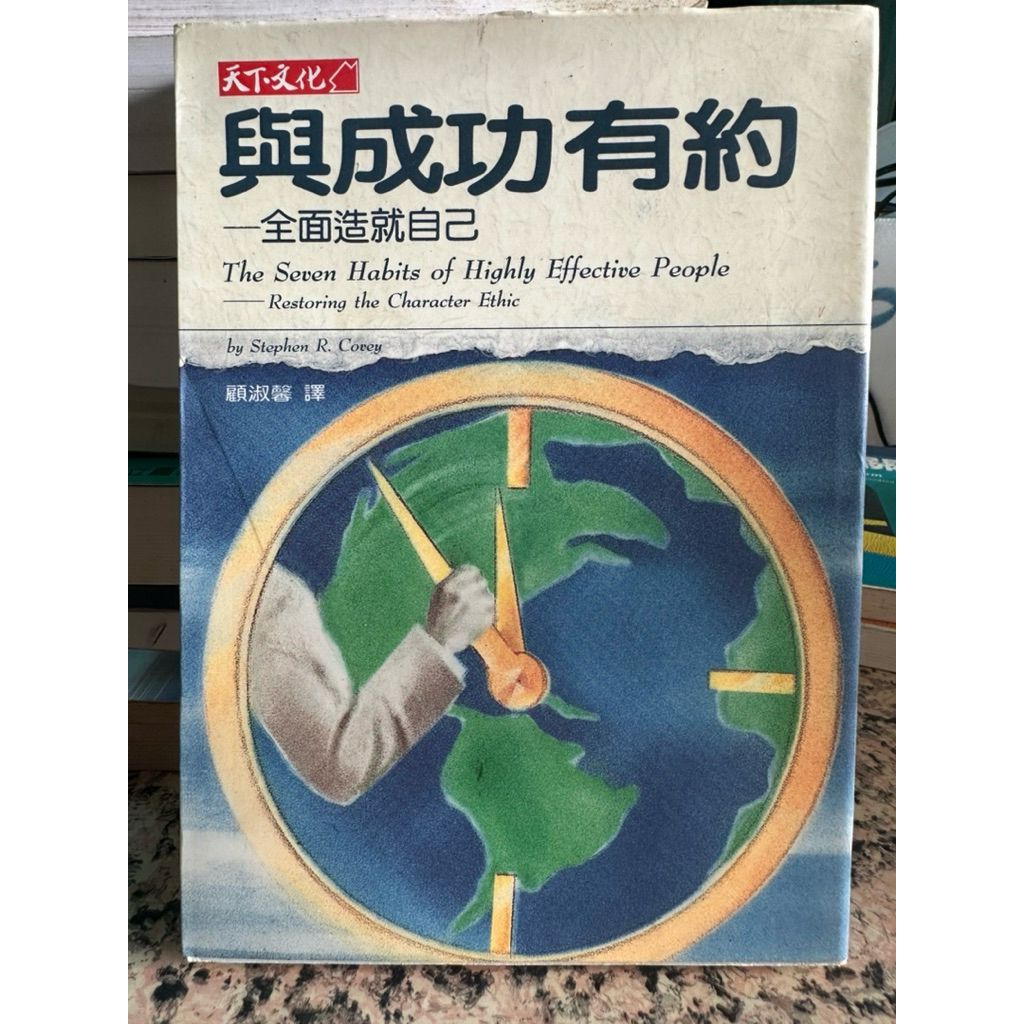 天下文化
與成功有約
—全面造就自己
The Seven Habits of Highly Effective People
—Restoring the Character Ethic
by Stephen R. Covey
顧淑馨 譯